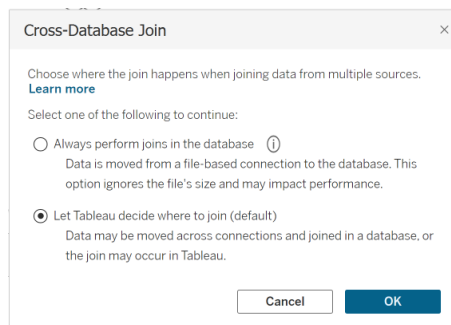 Cross-Database Join
Choose where the join happens when joining data from multiple sources.
Learn more
Select one of the following to continue:
Always perform joins in the database
Data is moved from a file-based connection to the database. This
option ignores the file's size and may impact performance.
Let Tableau decide where to join (default)
Data may be moved across connections and joined in a database, or
the join may occur in Tableau.
Cancel OK